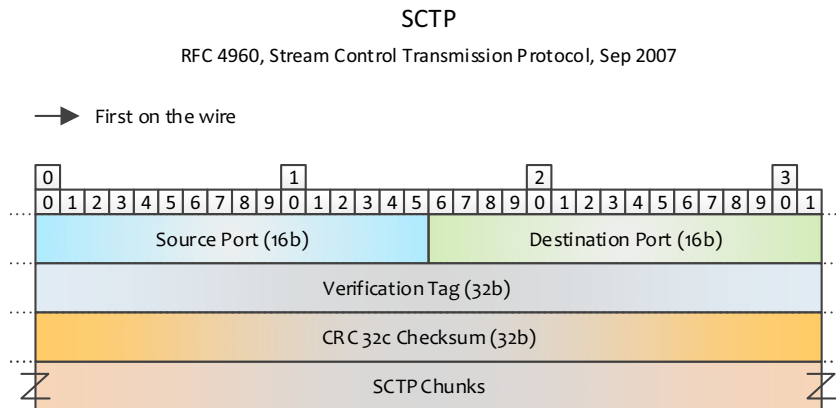 SCTP
RFC 4960, Stream Control Transmission Protocol, Sep 2007
First on the wire
0 1 2 3
0 1 2 3 4 5 6 7 8 9 0 1 2 3 4 5 6 7 8 9 0 1 2 3 4 5 6 7 8 9 0 1
Source Port (16b) Destination Port (16b)
Verification Tag (32b)
CRC 32c Checksum (32b)
SCTP Chunks